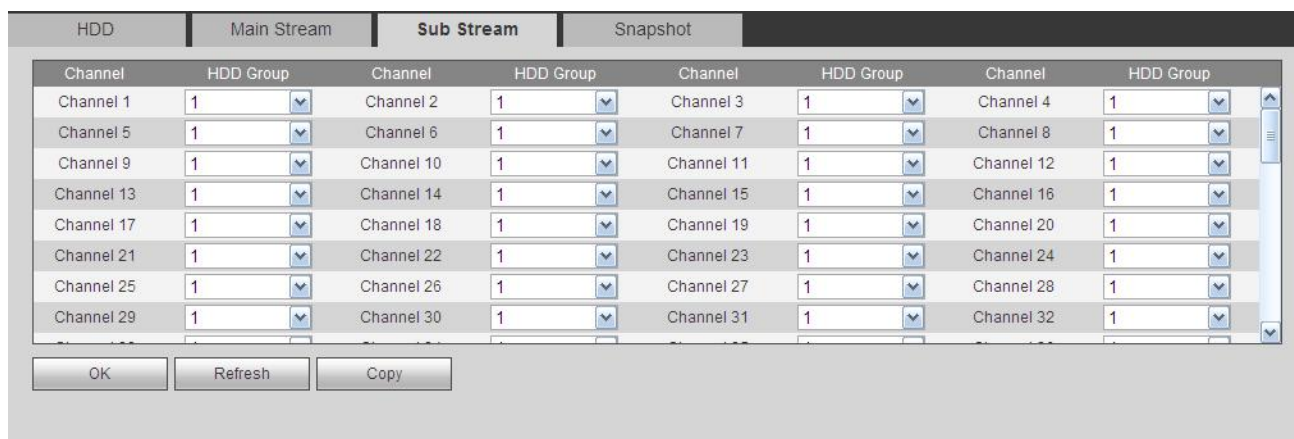 HDD Main Stream Sub Stream Snapshot
Channel HDD Group Channel HDD Group Channel HDD Group Channel HDD Group
Channel 1 1 Channel 2 1 Channel 3 1 Channel 4 1
Channel 5 1 Channel 6 1 Channel 7 1 Channel 8 1
Channel 9 1 Channel 10 1 Channel 11 1 Channel 12 1
Channel 13 1 Channel 14 1 Channel 15 1 Channel 16 1
Channel 17 1 Channel 18 1 Channel 19 1 Channel 20 1
Channel 21 1 Channel 22 1 Channel 23 1 Channel 24 1
Channel 25 1 Channel 26 1 Channel 27 1 Channel 28 1
Channel 29 1 Channel 30 1 Channel 31 1 Channel 32 1
OK Refresh Copy